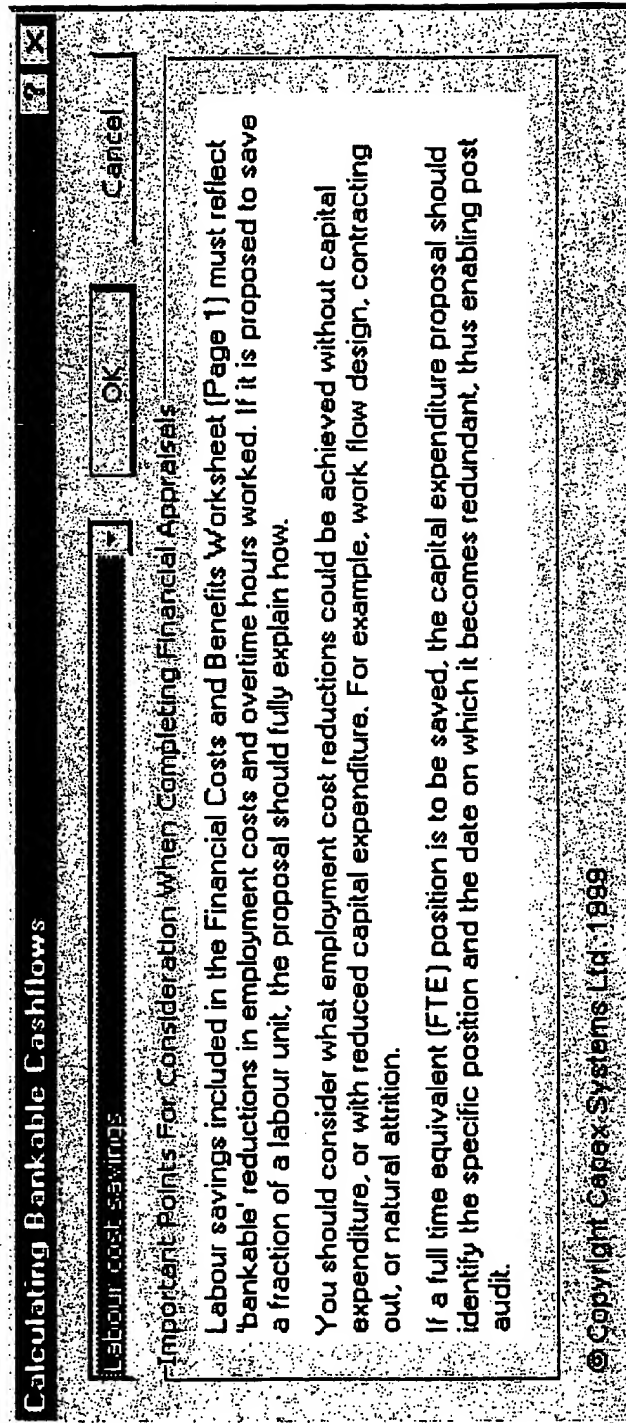 Calculating Bankable Cashflows
? X
Labour cost savings
OK
Cancel
Important Points For Consideration When Completing Financial Appraisals
Labour savings included in the Financial Costs and Benefits Worksheet (Page 1) must reflect
'bankable' reductions in employment costs and overtime hours worked. If it is proposed to save
a fraction of a labour unit, the proposal should fully explain how.
You should consider what employment cost reductions could be achieved without capital
expenditure, or with reduced capital expenditure. For example, work flow design, contracting
out, or natural attrition.
If a full time equivalent (FTE) position is to be saved, the capital expenditure proposal should
identify the specific position and the date on which it becomes redundant, thus enabling post
audit.
© Copyright Capex Systems Ltd. 1999